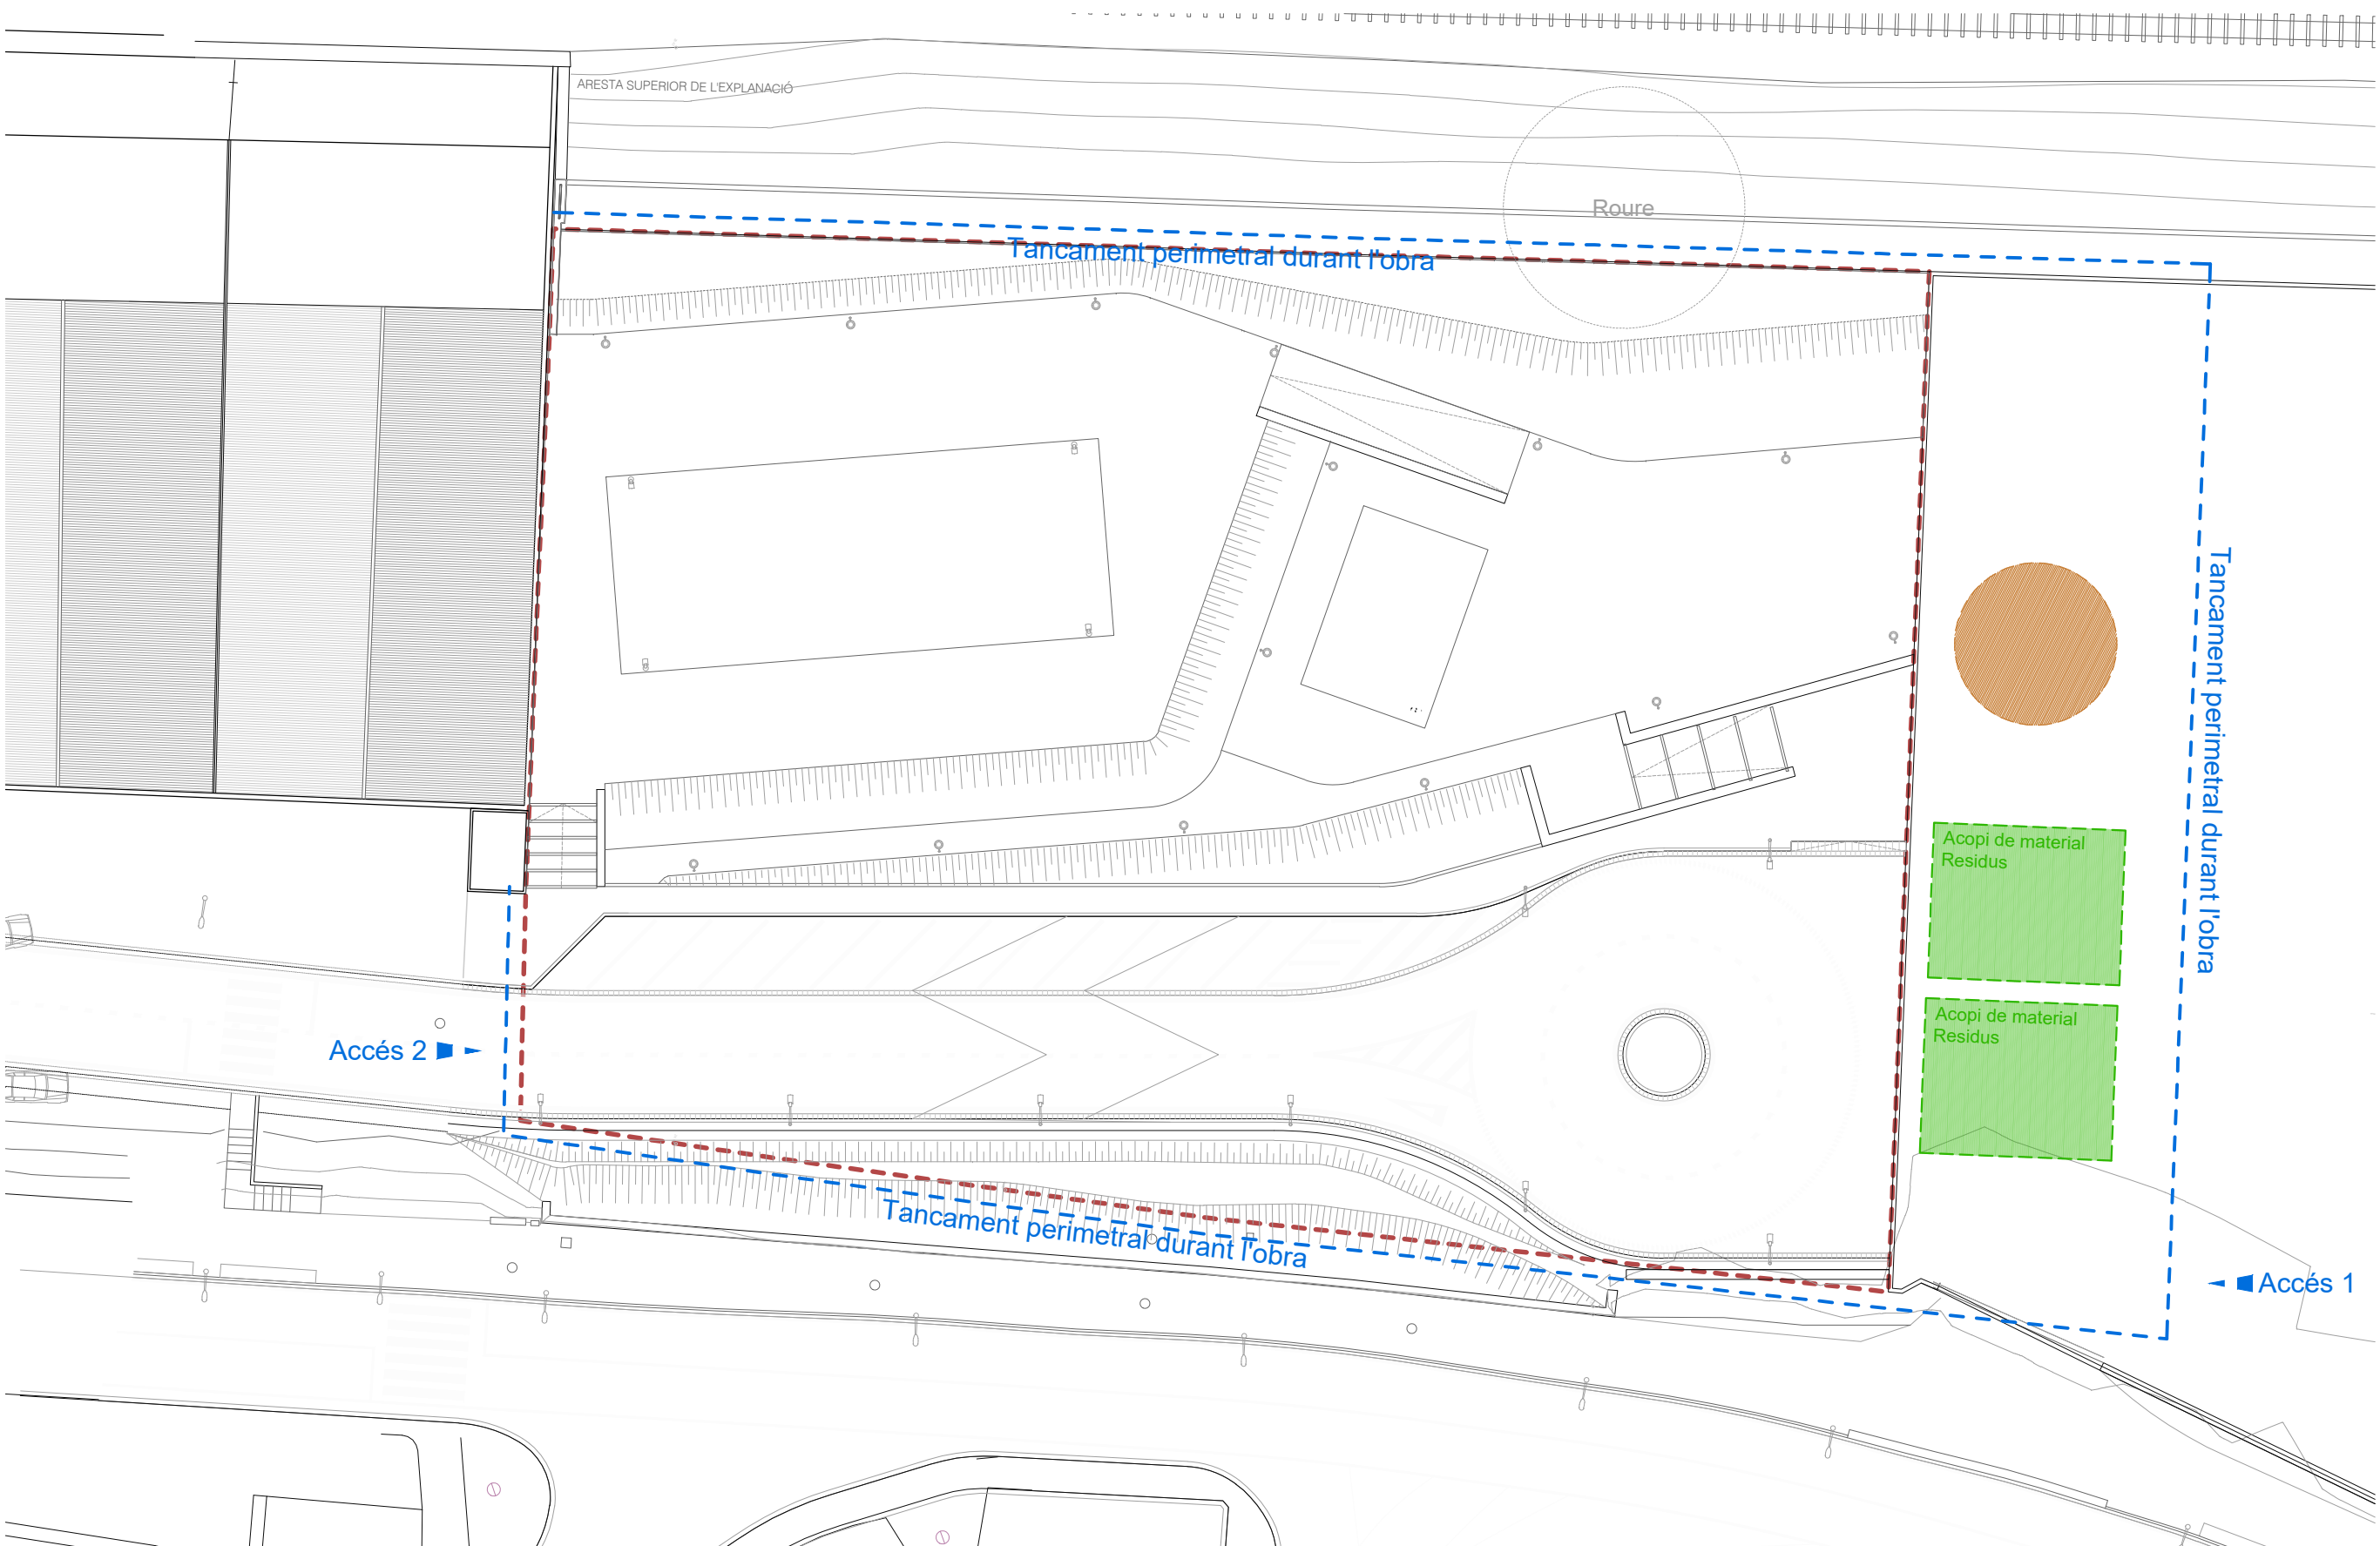 ARESTA SUPERIOR DE L'EXPLANACIÓ
Roure
Tancament perimetral durant l'obra
Tancament perimetral durant l'obra
Acopi de material
Residus
Acopi de material
Residus
Accés 2
Tancament perimetral durant l'obra
Accés 1